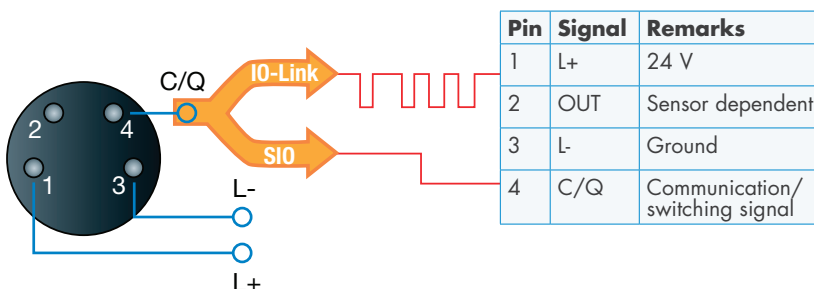 C/Q
IO-Link
SIO
2
4
1
3
L-
L+
Pin Signal Remarks
1 L+ 24 V
2 OUT Sensor dependent
3 L- Ground
4 C/Q Communication/
switching signal